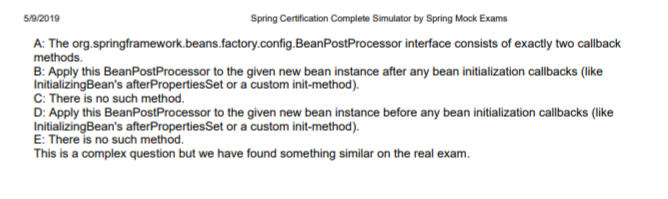 5/9/2019 Spring Certification Complete Simulator by Spring Mock Exams
A: The org.springframework.beans.factory.config.BeanPostProcessor interface consists of exactly two callback
methods.
B: Apply this BeanPostProcessor to the given new bean instance after any bean initialization callbacks (like
InitializingBean's afterPropertiesSet or a custom init-method).
C: There is no such method.
D: Apply this BeanPostProcessor to the given new bean instance before any bean initialization callbacks (like
InitializingBean's afterPropertiesSet or a custom init-method).
E: There is no such method.
This is a complex question but we have found something similar on the real exam.